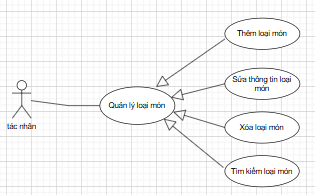 Thêm loại món
Sửa thông tin loại
món
Quản lý loại món
tác nhân
Xóa loại món
Tìm kiếm loại món